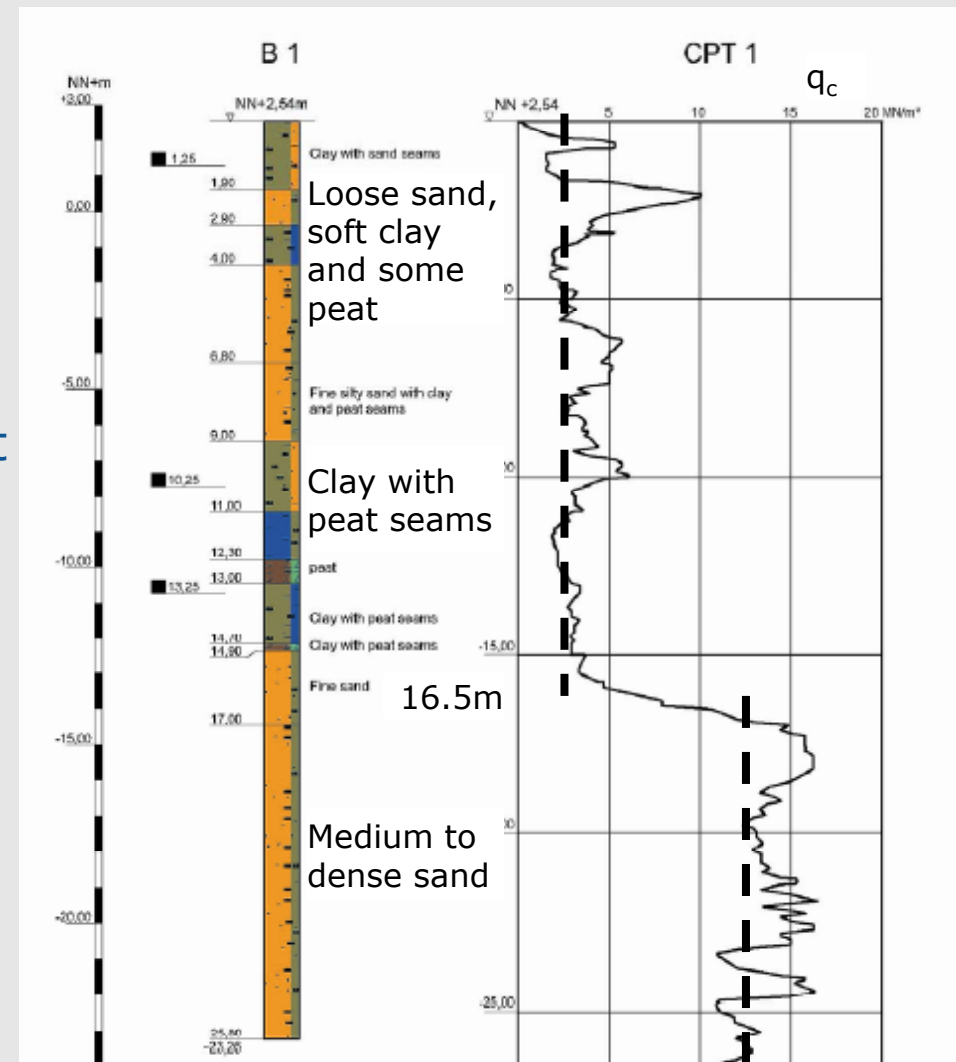 B 1
CPT 1
NN+m
+3,00
NN+2,54m
NN +2,54
5
10
15
20 MN/m²
q_c
1,25
Clay with sand seams
1,90
0,00
2,90
4,00
Loose sand,
soft clay
and some
peat
-5,00
6,80
Fine silty sand with clay
and peat seams
9,00
t
10,25
Clay with
peat seams
11,00
-10,00
12,30
peat
13,00
13,25
Clay with peat seams
14,70
Clay with peat seams
14,90
-15,00
Fine sand
16.5m
17,00
-15,00
Medium to
dense sand
-20,00
-25,00